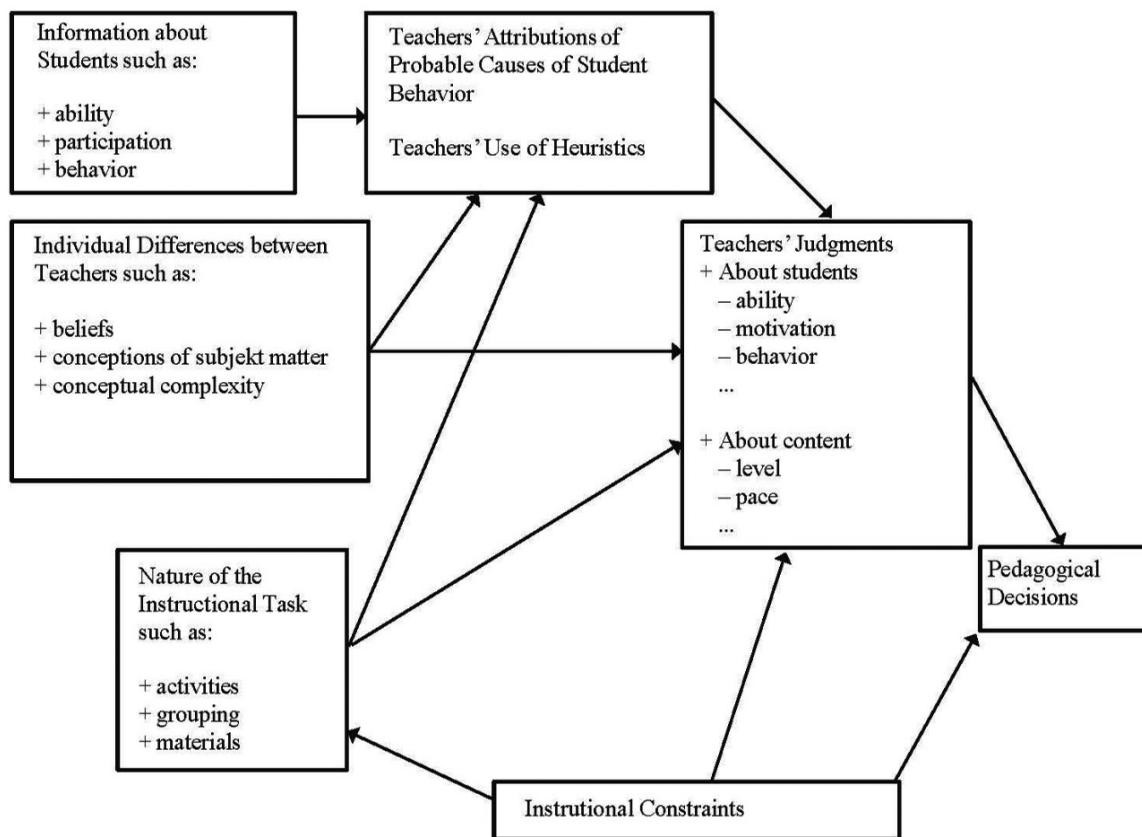 Information about
Students such as:
+ ability
+ participation
+ behavior
Teachers’ Attributions of
Probable Causes of Student
Behavior
Teachers’ Use of Heuristics
Individual Differences between
Teachers such as:
+ beliefs
+ conceptions of subjekt matter
+ conceptual complexity
Teachers’ Judgments
+ About students
– ability
– motivation
– behavior
...
+ About content
– level
– pace
...
Nature of the
Instructional Task
such as:
+ activities
+ grouping
+ materials
Pedagogical
Decisions
Instrutional Constraints